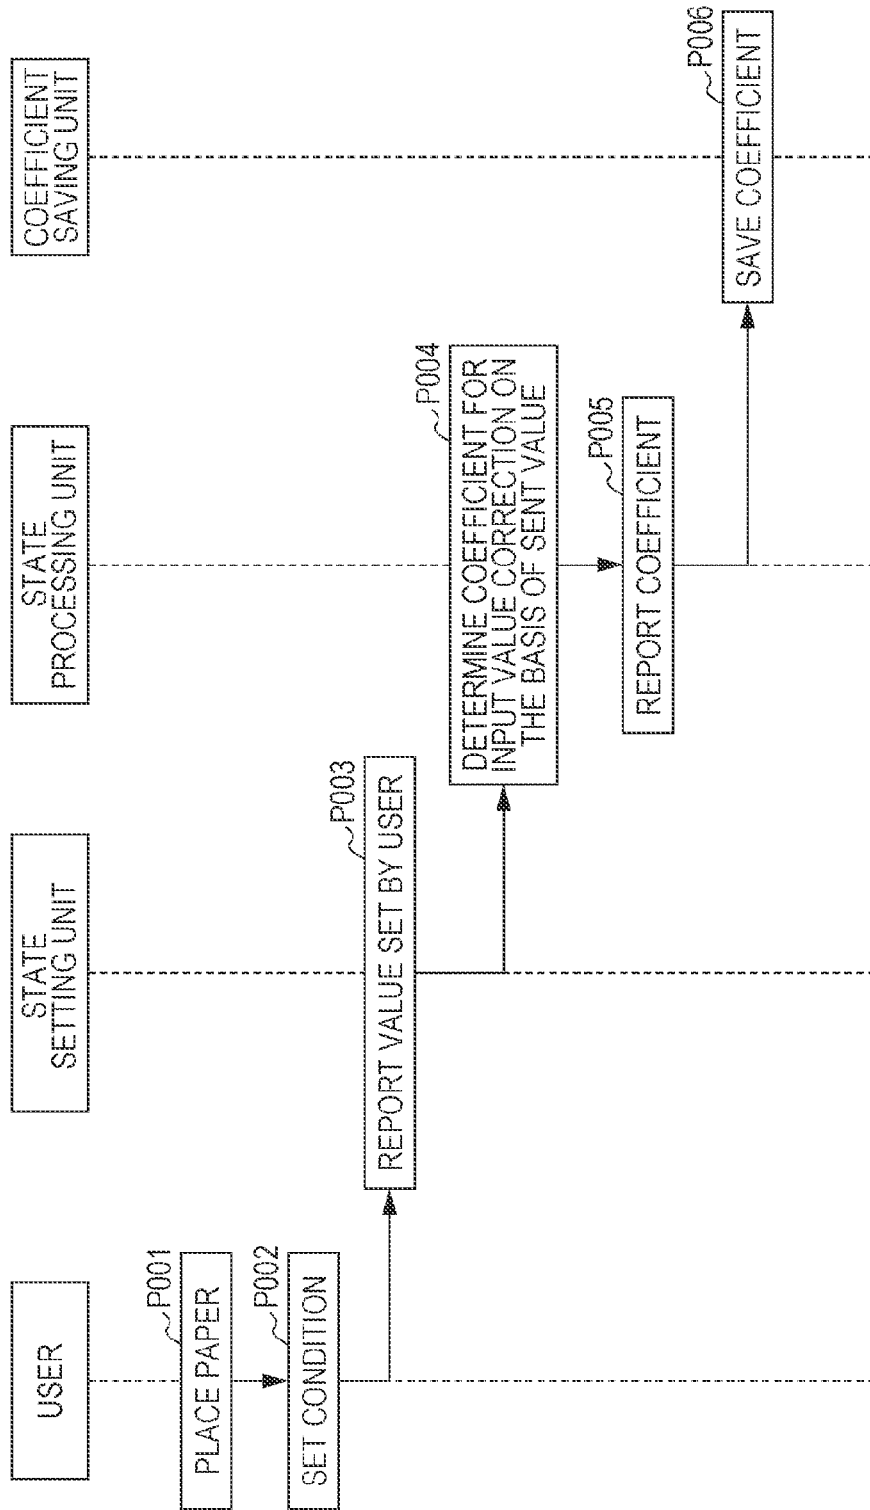 USER
STATE
SETTING UNIT
STATE
PROCESSING UNIT
COEFFICIENT
SAVING UNIT
P001
PLACE PAPER
P002
SET CONDITION
P003
REPORT VALUE SET BY USER
P004
DETERMINE COEFFICIENT FOR
INPUT VALUE CORRECTION ON
THE BASIS OF SENT VALUE
P005
REPORT COEFFICIENT
P006
SAVE COEFFICIENT